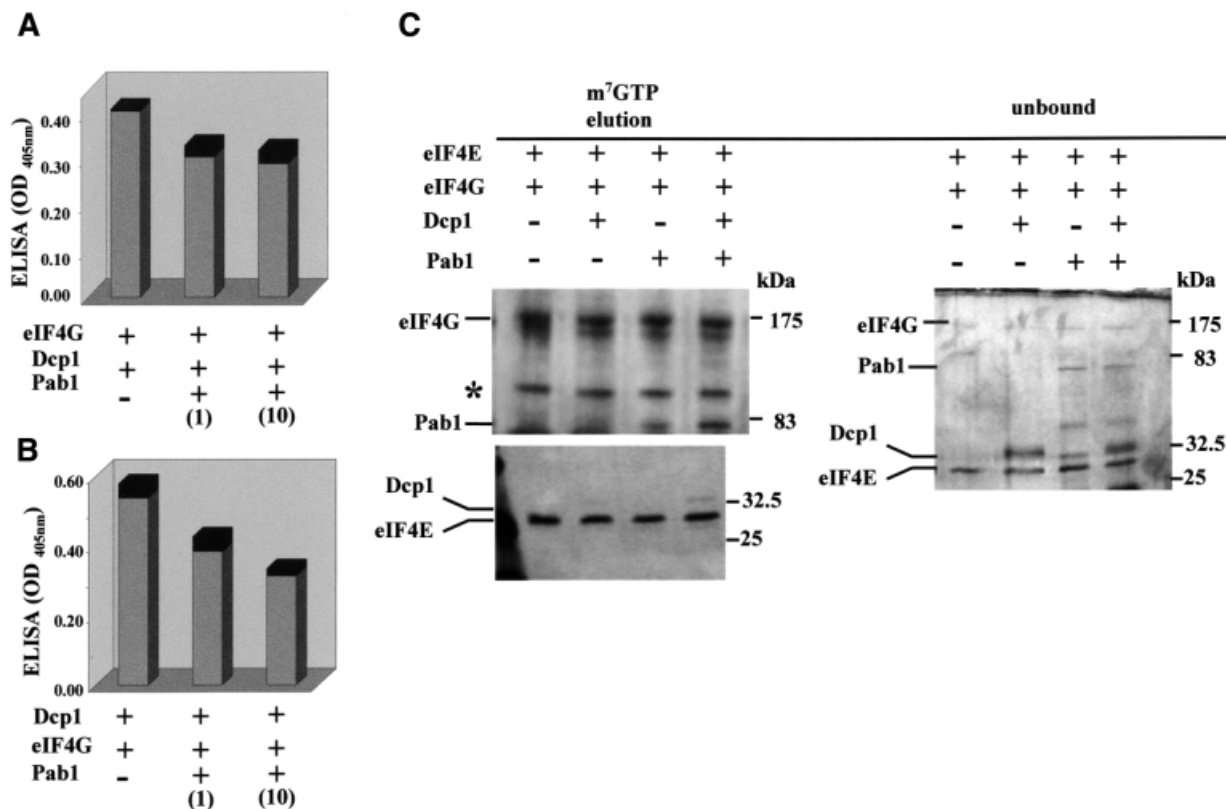 A
ELISA (OD 405nm)
0.40
0.30
0.20
0.10
0.00
eIF4G + + +
Dcp1 + + +
Pab1 - + +
(1) (10)
B
ELISA (OD 405nm)
0.60
0.40
0.20
0.00
Dcp1 + + +
eIF4G + + +
Pab1 - + +
(1) (10)
C
m⁷GTP
elution
unbound
eIF4E + + + + + + + +
eIF4G + + + + + + + +
Dcp1 - + - + - + - +
Pab1 - - + + - - + +
kDa
eIF4G
175
*
Pab1
83
Dcp1
eIF4E
32.5
25
kDa
eIF4G
175
83
Pab1
Dcp1
32.5
eIF4E
25